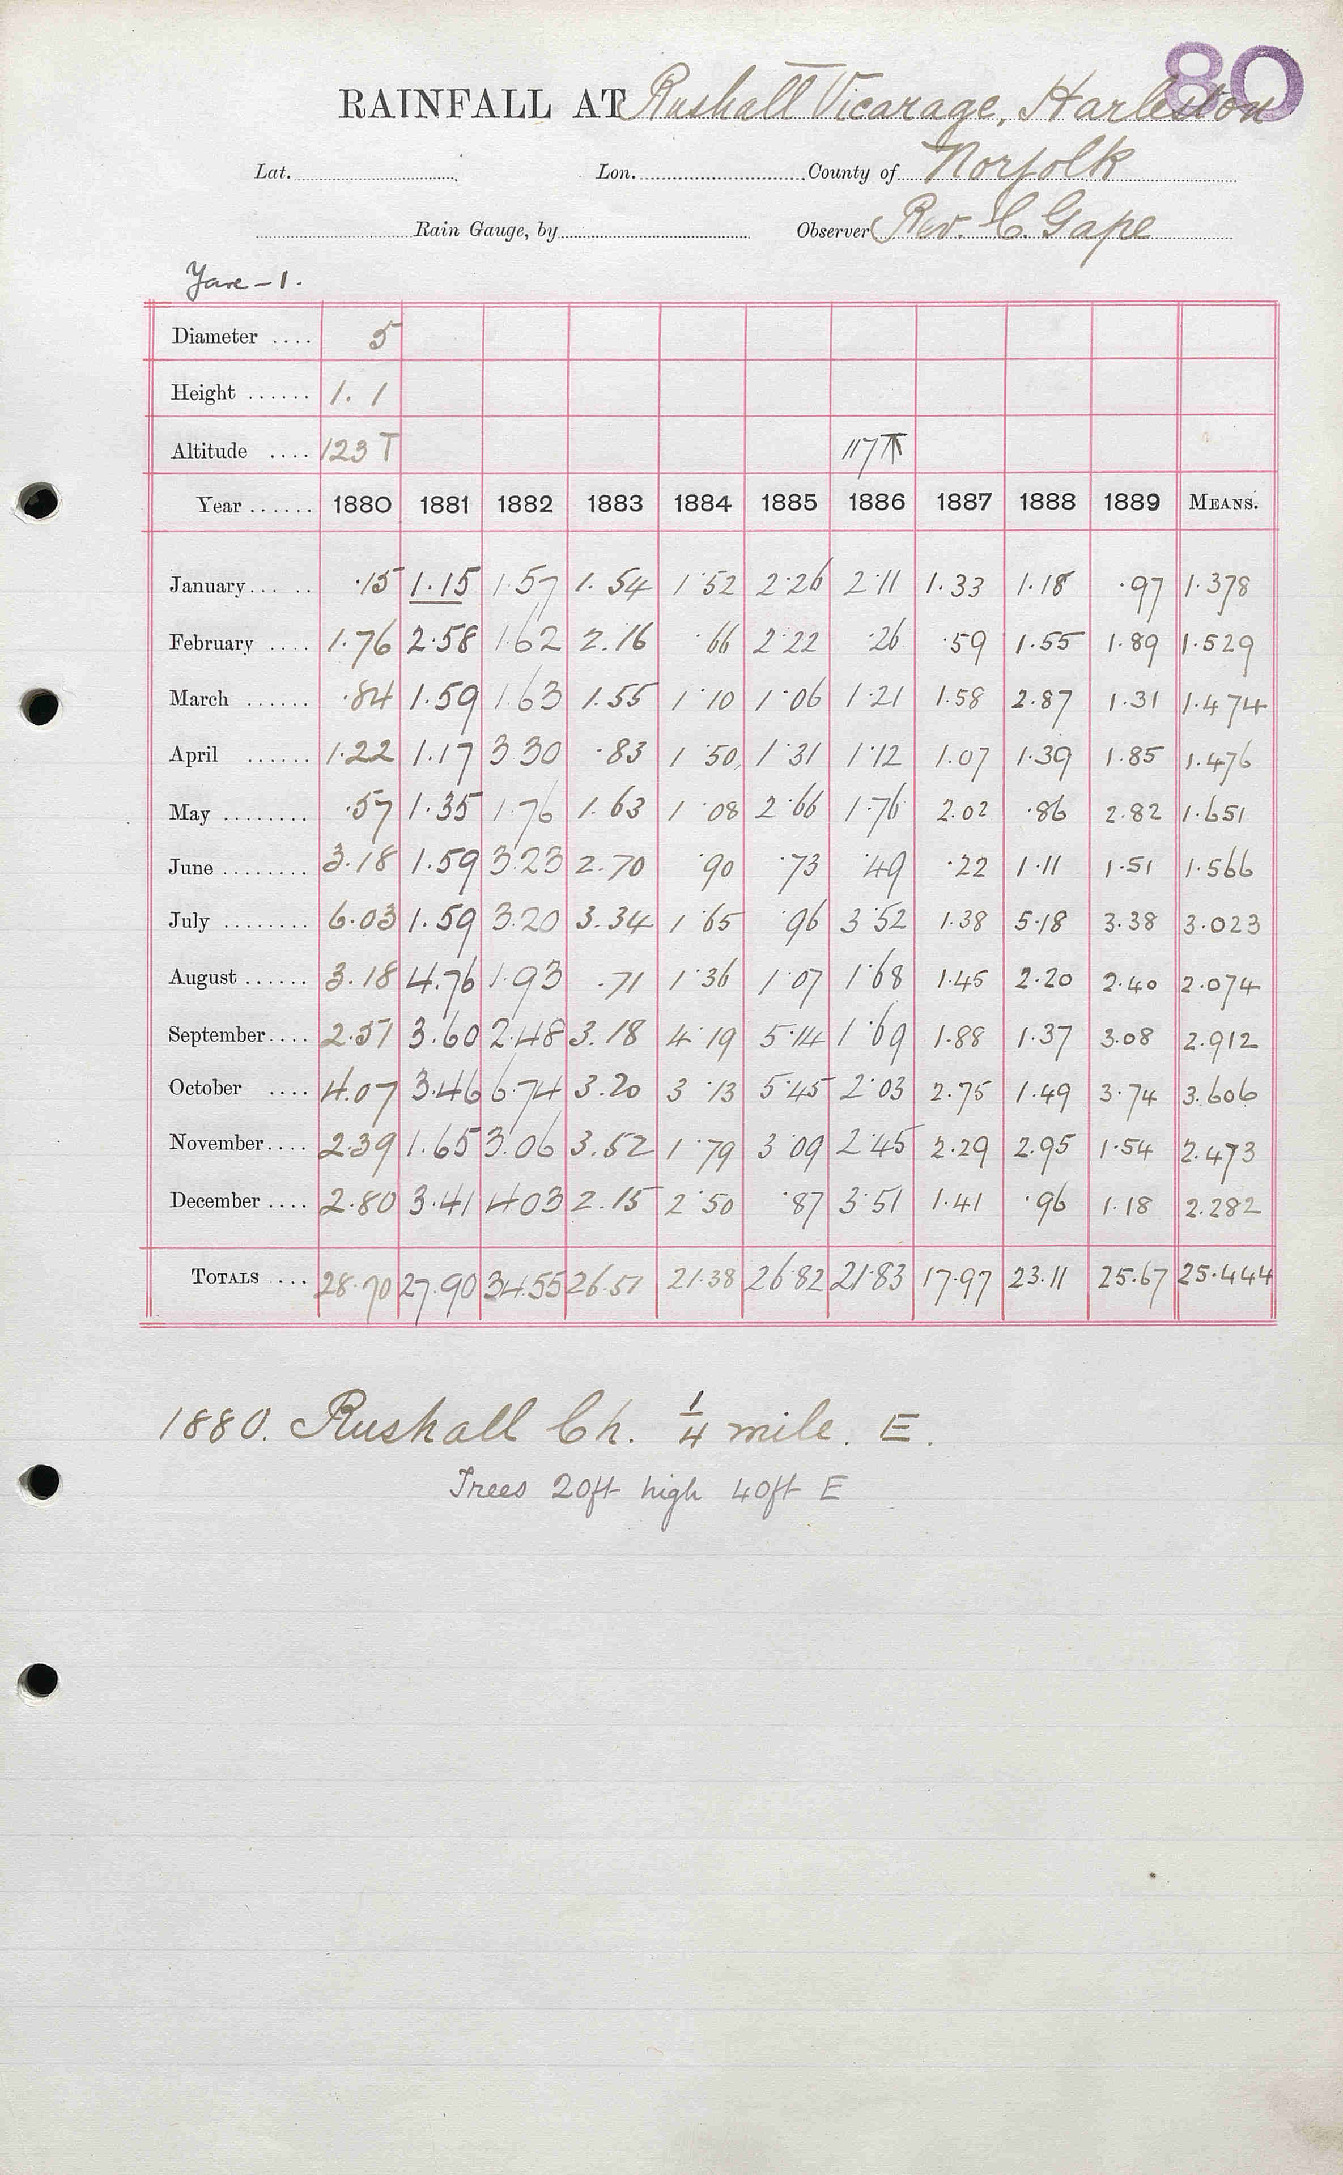 80
RAINFALL AT Rushall Vicarage, Harleston
Lat. Lon. County of Norfolk
Rain Gauge, by Observer Rev. C. Gape
Yare - 1.
Diameter .... 5
Height ...... 1. 1
Altitude .... 123 T 117 T
Year ...... 1880 1881 1882 1883 1884 1885 1886 1887 1888 1889 MEANS.
January ... .. .15 1.15 1.57 1.54 1.52 2.26 2.11 1.33 1.18 .97 1.378
February .... 1.76 2.58 1.62 2.16 .66 2.22 .26 .59 1.55 1.89 1.529
March ...... .84 1.59 1.63 1.55 1.10 1.06 1.21 1.58 2.87 1.31 1.474
April ...... 1.22 1.17 3.30 .83 1.50 1.31 1.12 1.07 1.39 1.85 1.476
May ........ .57 1.35 1.76 1.63 1.08 2.66 1.76 2.02 .86 2.82 1.651
June ........ 3.18 1.59 3.23 2.70 .90 .73 .49 .22 1.11 1.51 1.566
July ........ 6.03 1.59 3.20 3.34 1.65 .96 3.52 1.38 5.18 3.38 3.023
August ...... 3.18 4.76 1.93 .71 1.36 1.07 1.68 1.45 2.20 2.40 2.074
September.... 2.51 3.60 2.48 3.18 4.19 5.14 1.69 1.88 1.37 3.08 2.912
October .... 4.07 3.46 6.74 3.20 3.13 5.45 2.03 2.75 1.49 3.74 3.606
November.... 2.39 1.65 3.06 3.52 1.79 3.09 2.45 2.29 2.95 1.54 2.473
December .... 2.80 3.41 4.03 2.15 2.50 .87 3.51 1.41 .96 1.18 2.282
TOTALS ... 28.70 27.90 34.55 26.51 21.38 26.82 21.83 17.97 23.11 25.67 25.444
1880. Rushall Ch. 1/4 mile. E.
Trees 20ft high 40ft E